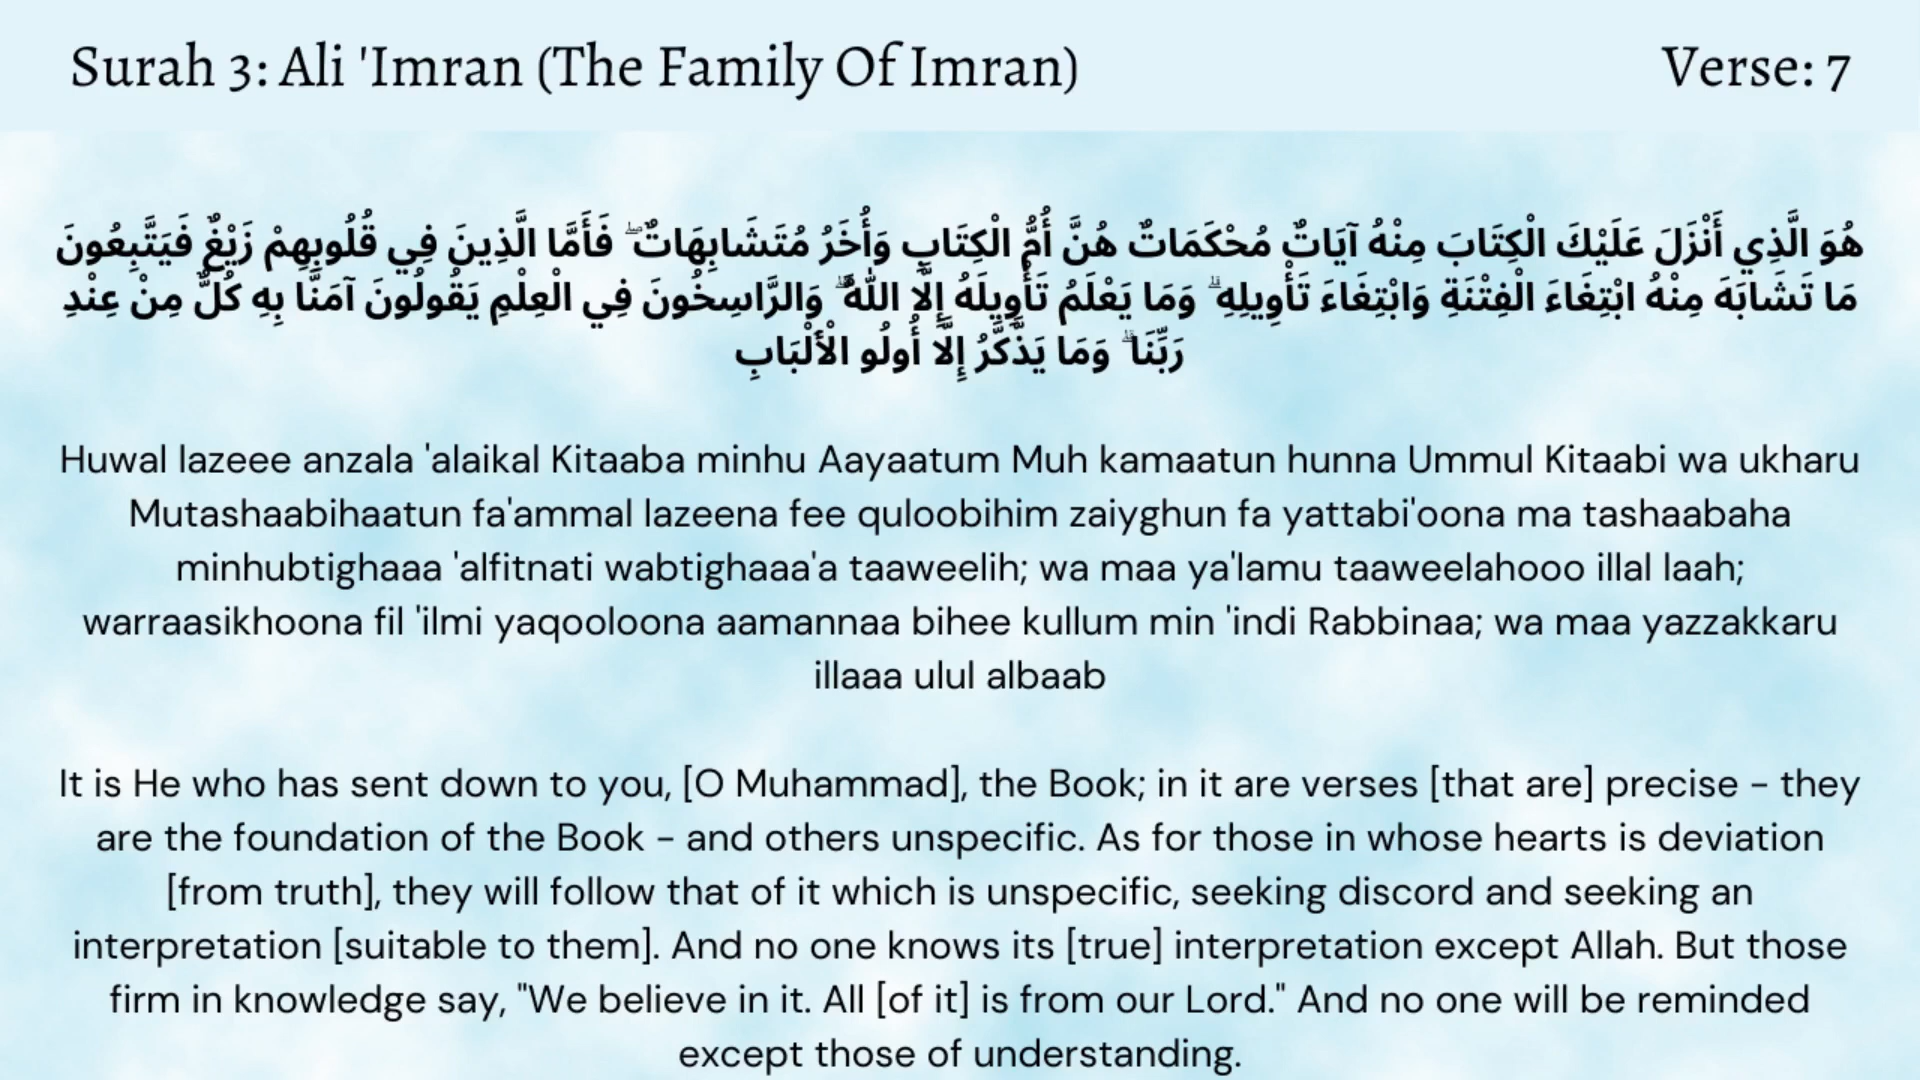 Surah 3: Ali 'Imran (The Family Of Imran)
Verse: 7
هُوَ الَّذِي أَنْزَلَ عَلَيْكَ الْكِتَابَ مِنْهُ آيَاتٌ مُحْكَمَاتٌ هُنَّ أُمُّ الْكِتَابِ وَأُخَرُ مُتَشَابِهَاتٌ ۖ فَأَمَّا الَّذِينَ فِي قُلُوبِهِمْ زَيْغٌ فَيَتَّبِعُونَ
مَا تَشَابَهَ مِنْهُ ابْتِغَاءَ الْفِتْنَةِ وَابْتِغَاءَ تَأْوِيلِهِ ۗ وَمَا يَعْلَمُ تَأْوِيلَهُ إِلَّا اللَّهُ ۗ وَالرَّاسِخُونَ فِي الْعِلْمِ يَقُولُونَ آمَنَّا بِهِ كُلٌّ مِنْ عِنْدِ
رَبِّنَا ۗ وَمَا يَذَّكَّرُ إِلَّا أُولُو الْأَلْبَابِ
Huwal lazeee anzala 'alaikal Kitaaba minhu Aayaatum Muh kamaatun hunna Ummul Kitaabi wa ukharu
Mutashaabihaatun fa'ammal lazeena fee quloobihim zaiyghun fa yattabi'oona ma tashaabaha
minhubtighaaa 'alfitnati wabtighaaa'a taaweelih; wa maa ya'lamu taaweelahooo illal laah;
warraasikhoona fil 'ilmi yaqooloona aamannaa bihee kullum min 'indi Rabbinaa; wa maa yazzakkaru
illaaa ulul albaab
It is He who has sent down to you, [O Muhammad], the Book; in it are verses [that are] precise - they
are the foundation of the Book - and others unspecific. As for those in whose hearts is deviation
[from truth], they will follow that of it which is unspecific, seeking discord and seeking an
interpretation [suitable to them]. And no one knows its [true] interpretation except Allah. But those
firm in knowledge say, "We believe in it. All [of it] is from our Lord." And no one will be reminded
except those of understanding.